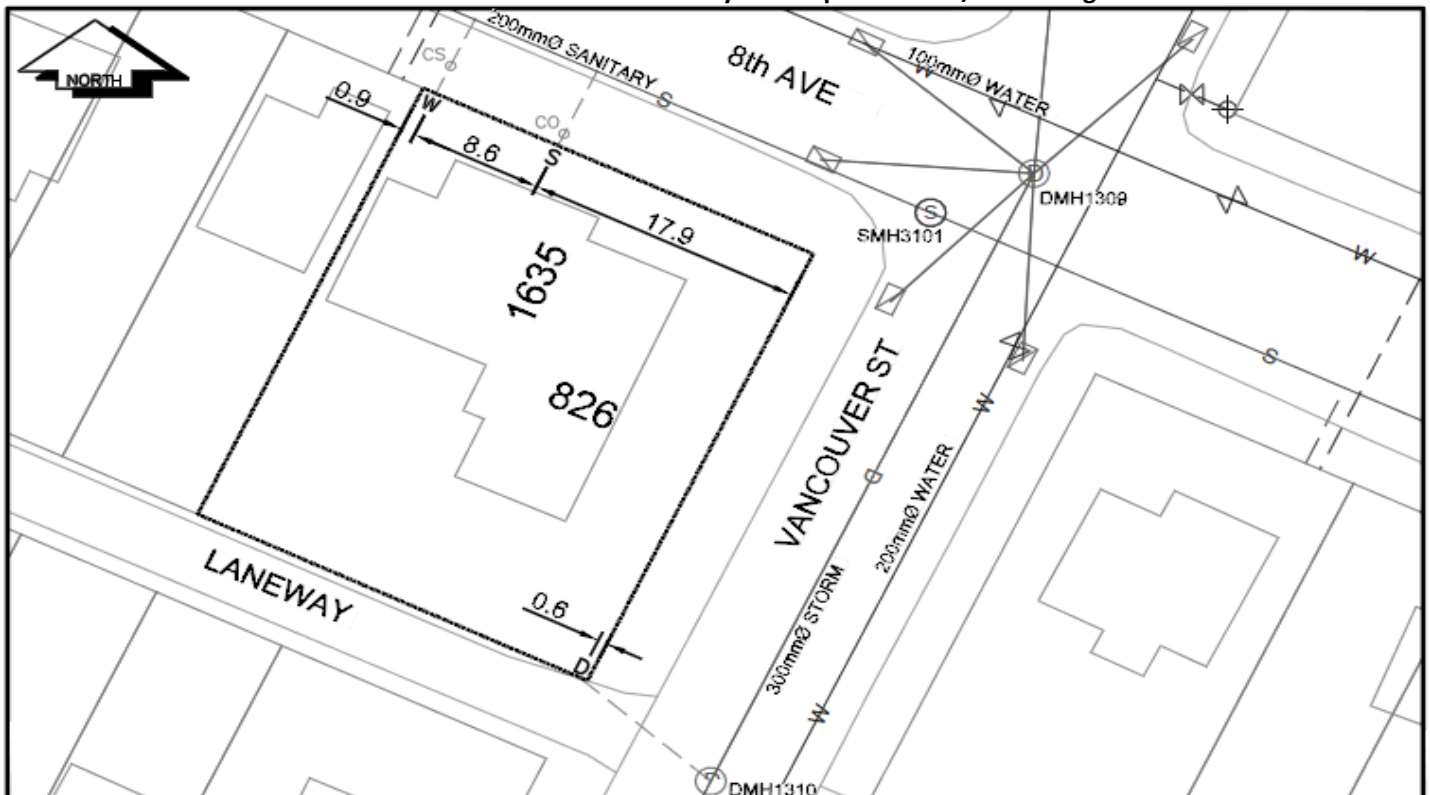 NORTH
CS
200mmØ SANITARY
S
8th AVE
100mmØ WATER
W
0.9
W
8.6
CO
S
17.9
D
DMH1309
S
SMH3101
W
1635
826
VANCOUVER ST
S
W
D
200mmØ WATER
300mmØ STORM
LANEWAY
0.6
D
W
DMH1310